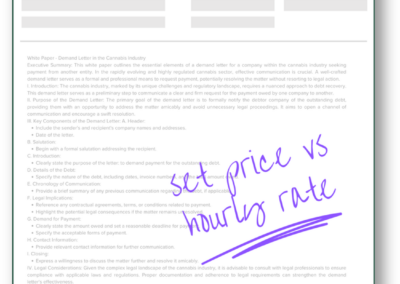 White Paper: Demand Letter in the Cannabis Industry
Executive Summary: This white paper outlines the essential elements of a demand letter for a company within the cannabis industry seeking
payment from another entity. In the rapidly evolving and highly regulated cannabis sector, effective communication is crucial. A well-crafted
demand letter serves as a formal and professional means to request payment, potentially resolving the matter without resorting to legal action.
I. Introduction: The cannabis industry, marked by its unique challenges and regulatory landscape, requires a nuanced approach to debt recovery.
This demand letter serves as a preliminary step to communicate a clear and firm request for the payment owed by one company to another.
II. Purpose of the Demand Letter: The primary goal of the demand letter is to formally notify the debtor company of the outstanding debt,
providing them with an opportunity to address the matter amicably and avoid unnecessary legal proceedings. It aims to open a channel of
communication and encourage a swift resolution.
III. Key Components of the Demand Letter: A. Header:
• Include the sender's and recipient's company names and addresses.
• Date of the letter.
B. Salutation:
• Begin with a formal salutation addressing the recipient.
C. Introduction:
• Clearly state the purpose of the letter: to demand payment for the outstanding debt.
D. Details of the Debt:
• Specify the nature of the debt, including dates, invoice numbers
E. Chronology of Communication:
• Provide a brief summary of any previous communication regarding
F. Legal Implications:
• Reference any contractual agreements, terms, or conditions related to payment.
• Highlight the potential legal consequences if the matter remains
G. Demand for Payment:
• Clearly state the amount owed and set a reasonable deadline for
• Specify the acceptable forms of payment.
H. Contact Information:
• Provide relevant contact information for further communication.
I. Closing:
• Express a willingness to discuss the matter further and resolve it amicably.
IV. Legal Considerations: Given the complex legal landscape of the cannabis industry, it is advisable to consult with legal professionals to ensure
compliance with applicable laws and regulations. Proper documentation and adherence to legal requirements can strengthen the demand
letter's effectiveness.
set price vs
hourly rate